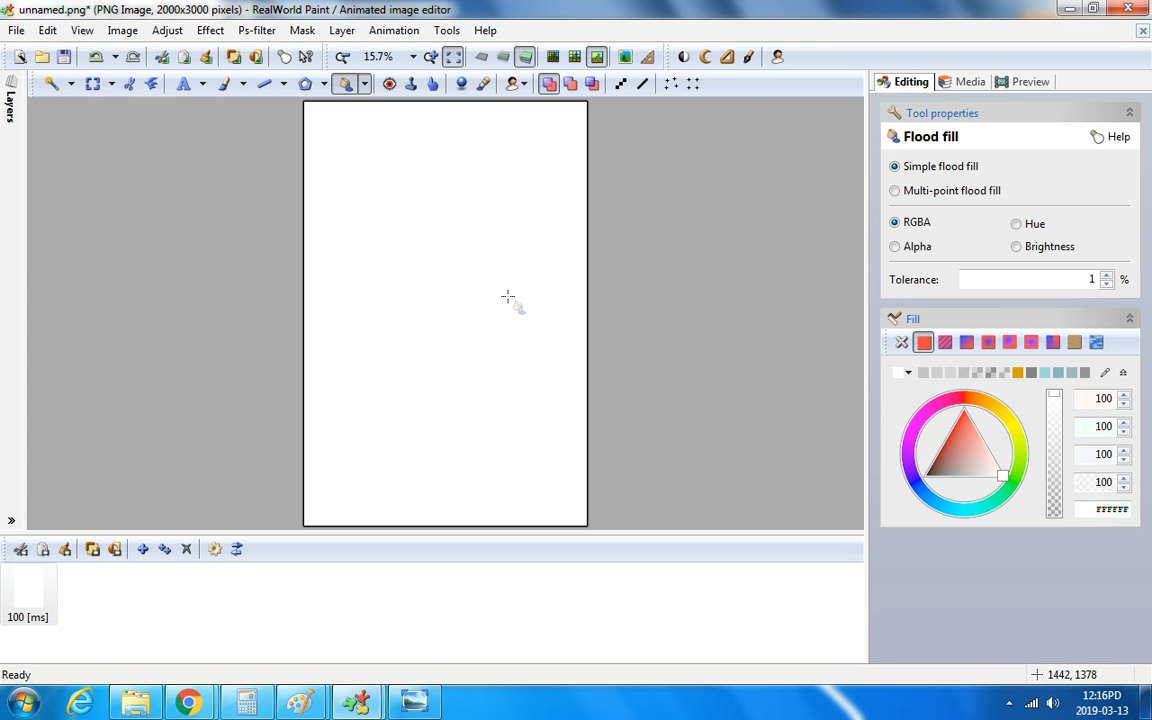 unnamed.png* (PNG Image, 2000x3000 pixels) - RealWorld Paint / Animated image editor
File Edit View Image Adjust Effect Ps-filter Mask Layer Animation Tools Help
15.7%
Layers
Editing Media Preview
Tool properties
Flood fill Help
Simple flood fill
Multi-point flood fill
RGBA Hue
Alpha Brightness
Tolerance: 1 %
Fill
100
100
100
100
FFFFFF
100 [ms]
Ready 1442, 1378
12:16PD
2019-03-13